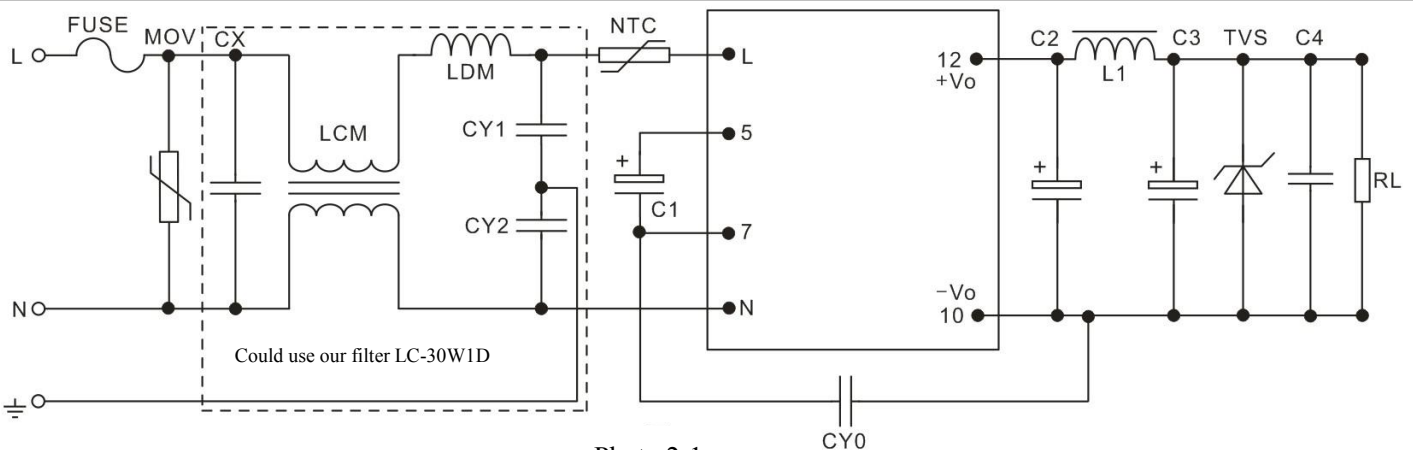 FUSE
MOV
CX
LCM
LDM
CY1
CY2
NTC
L
N
L
5
7
N
C1
12
+Vo
−Vo
10
C2
L1
C3
TVS
C4
RL
CY0
Could use our filter LC-30W1D